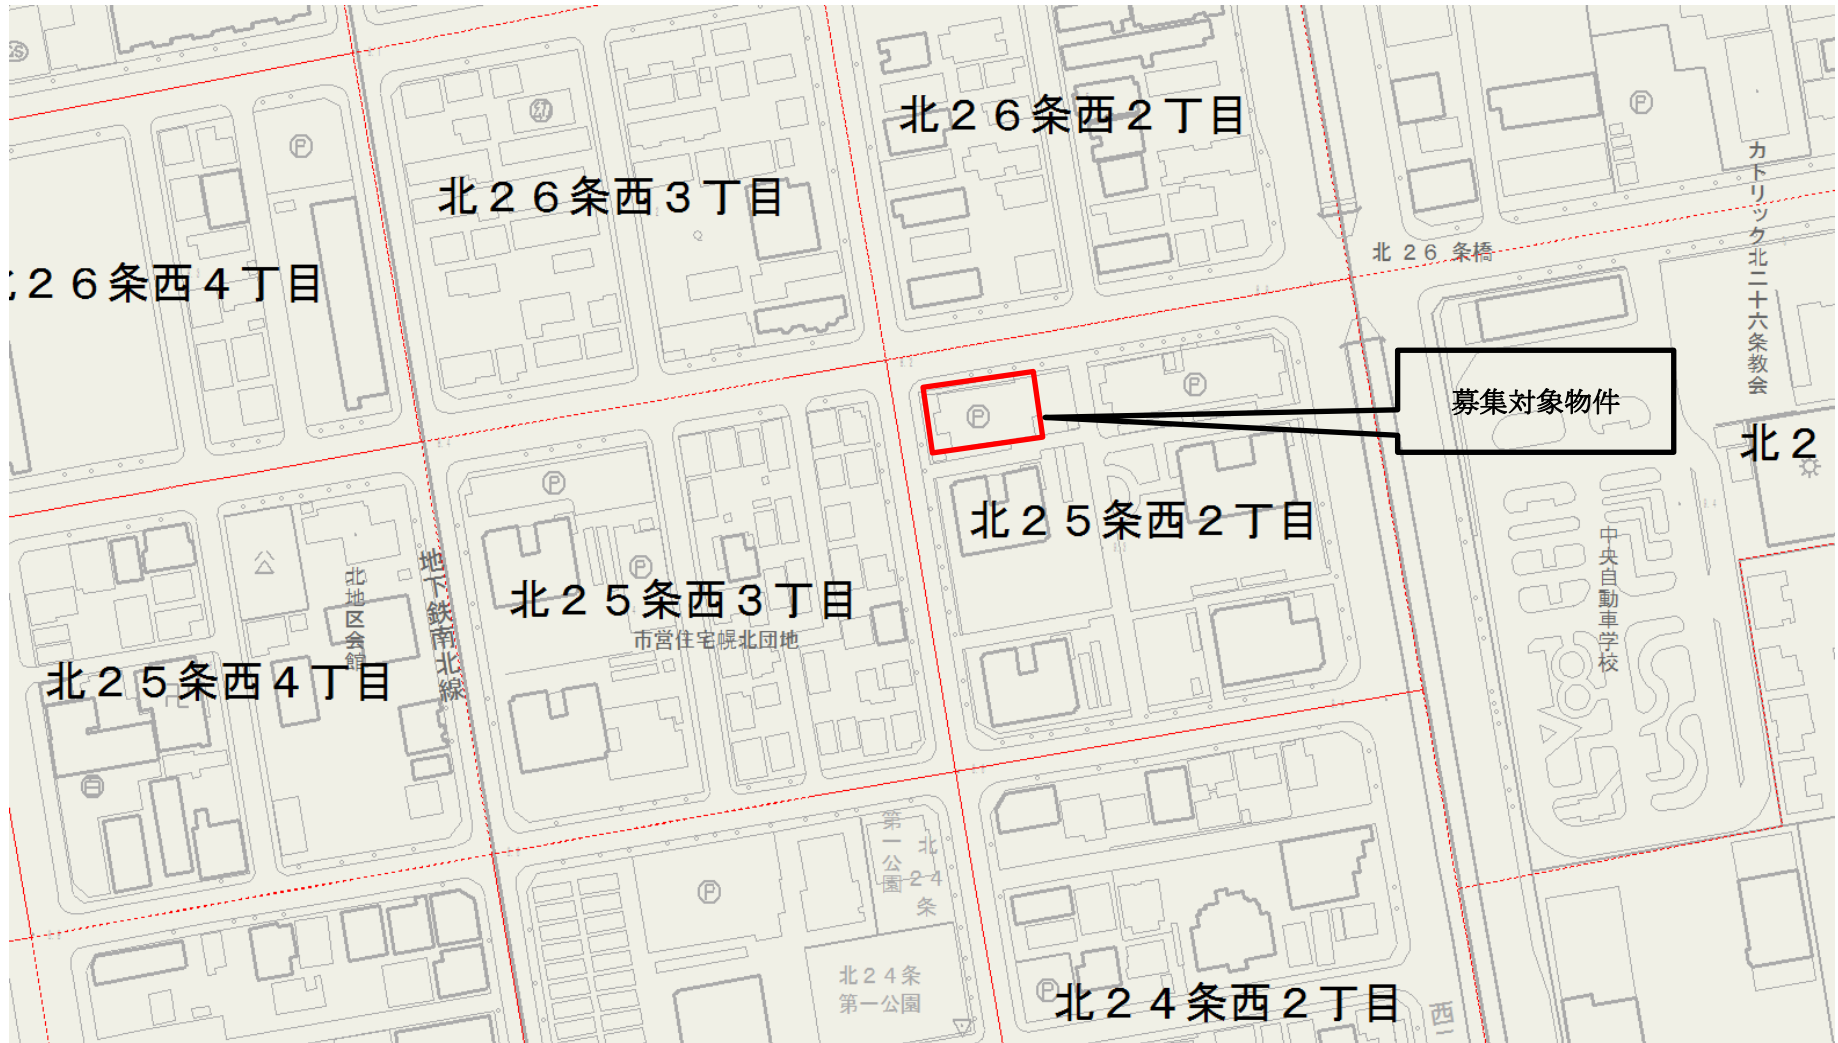 北２６条西２丁目
カトリック北二十六条教会
北２６条西３丁目
北 26 条橋
２６条西４丁目
募集対象物件
北２
北２５条西２丁目
中央自動車学校
地下鉄南北線
北地区会館
北２５条西３丁目
市営住宅幌北団地
北２５条西４丁目
第一公園
北24条
北24条
第一公園
北２４条西２丁目
西
Ⓟ
Ⓟ
Ⓟ
Ⓟ
Ⓟ
Ⓟ
Ⓟ
Ⓟ